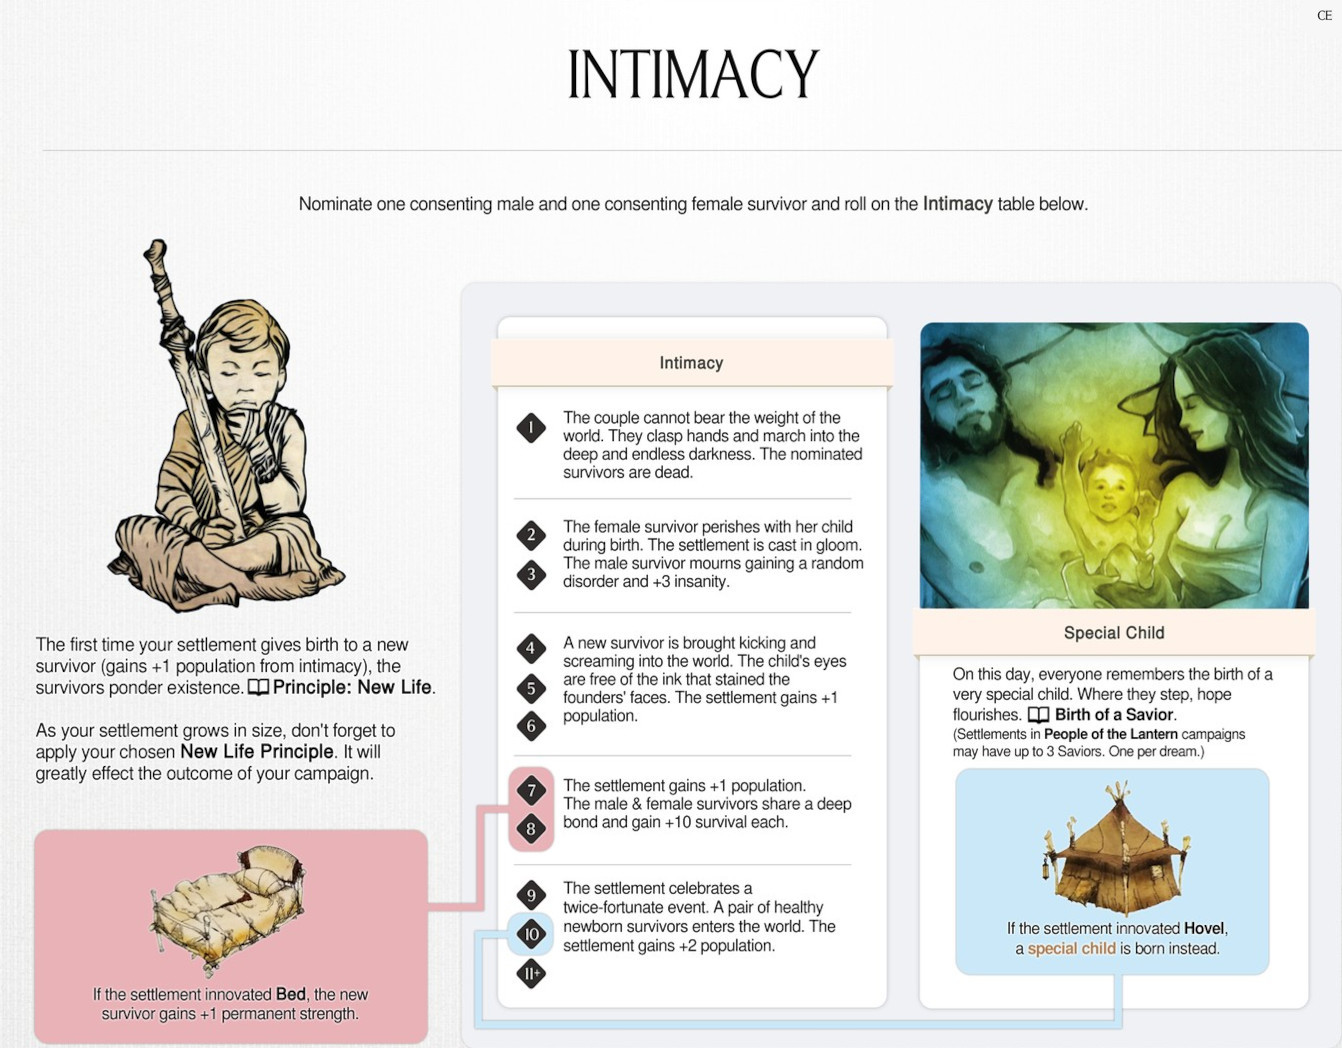 CE
INTIMACY
Nominate one consenting male and one consenting female survivor and roll on the Intimacy table below.
The first time your settlement gives birth to a new
survivor (gains +1 population from intimacy), the
survivors ponder existence. Principle: New Life.
As your settlement grows in size, don't forget to
apply your chosen New Life Principle. It will
greatly effect the outcome of your campaign.
If the settlement innovated Bed, the new
survivor gains +1 permanent strength.
Intimacy
1
The couple cannot bear the weight of the
world. They clasp hands and march into the
deep and endless darkness. The nominated
survivors are dead.
2
3
The female survivor perishes with her child
during birth. The settlement is cast in gloom.
The male survivor mourns gaining a random
disorder and +3 insanity.
4
5
6
A new survivor is brought kicking and
screaming into the world. The child's eyes
are free of the ink that stained the
founders' faces. The settlement gains +1
population.
7
8
The settlement gains +1 population.
The male & female survivors share a deep
bond and gain +10 survival each.
9
10
11+
The settlement celebrates a
twice-fortunate event. A pair of healthy
newborn survivors enters the world. The
settlement gains +2 population.
Special Child
On this day, everyone remembers the birth of a
very special child. Where they step, hope
flourishes. Birth of a Savior.
(Settlements in People of the Lantern campaigns
may have up to 3 Saviors. One per dream.)
If the settlement innovated Hovel,
a special child is born instead.